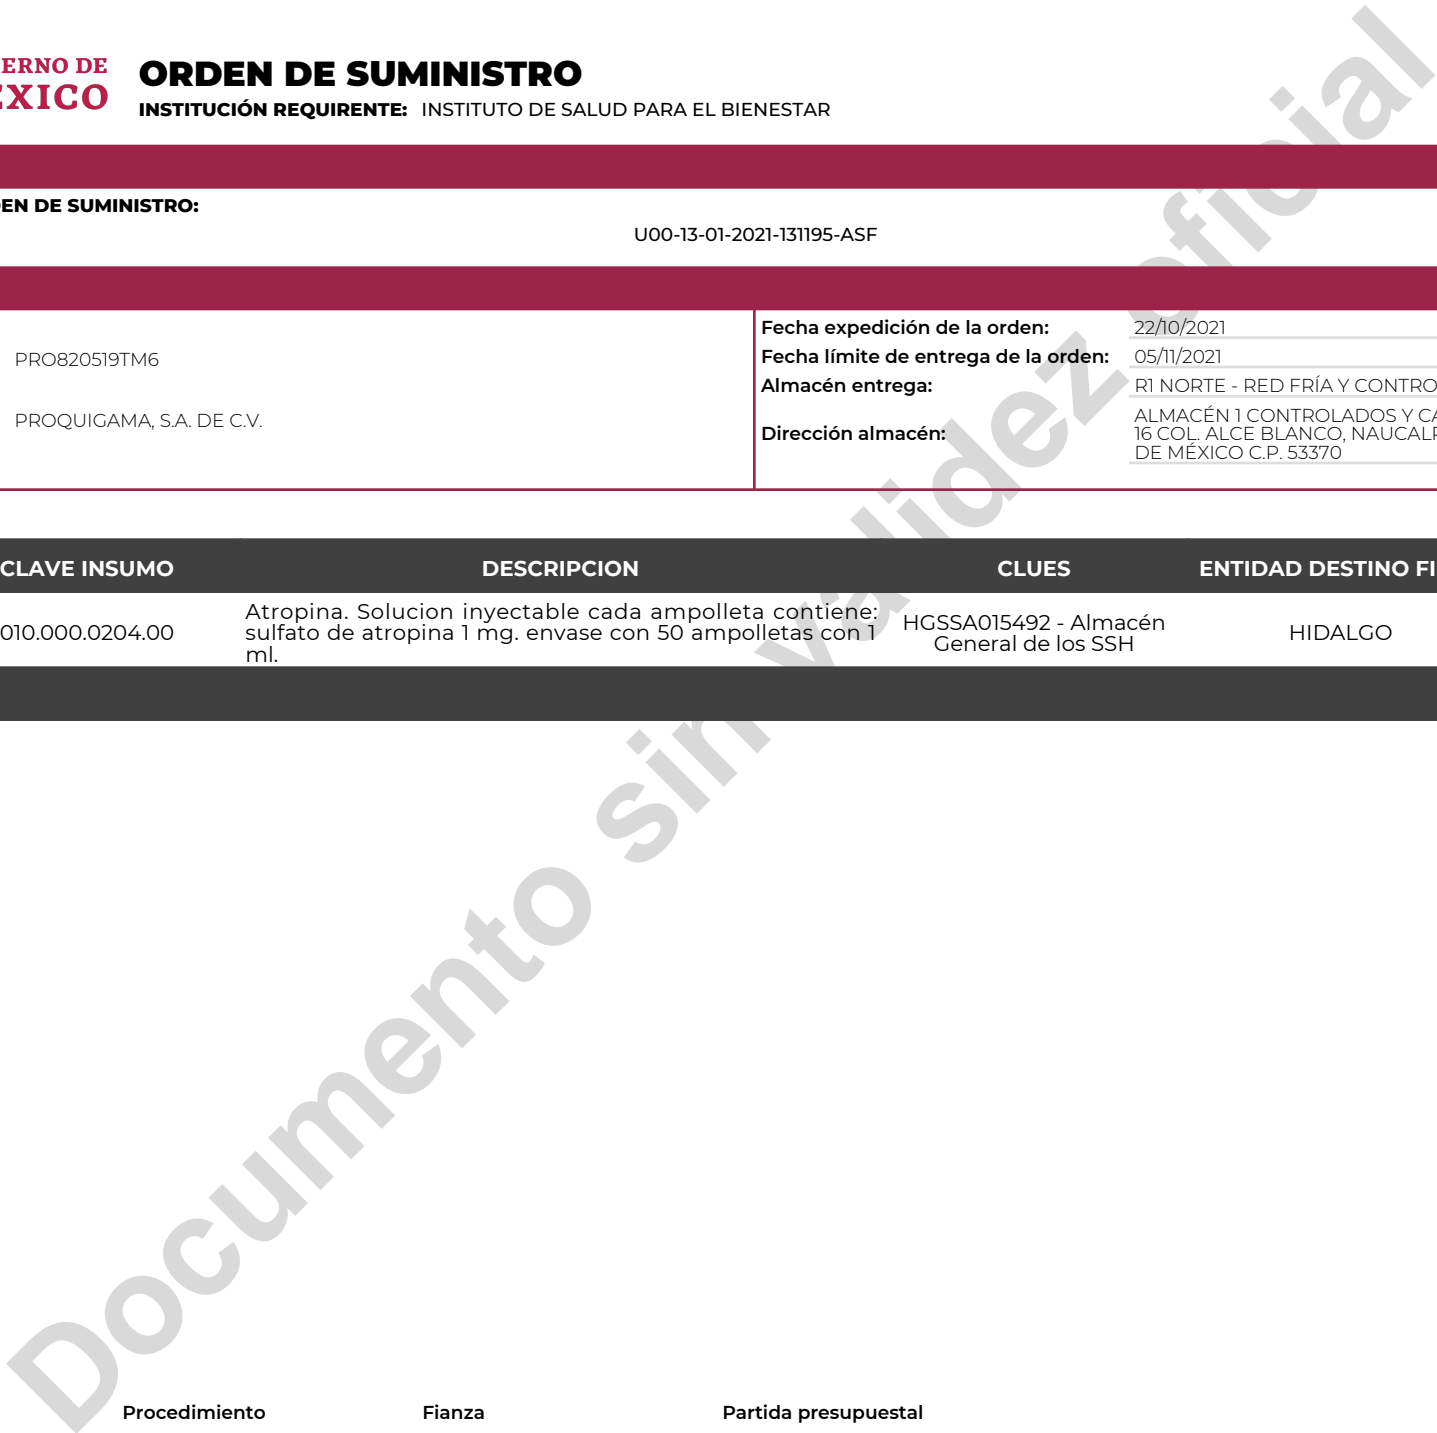 ERNO DE
XICO
ORDEN DE SUMINISTRO
INSTITUCIÓN REQUIRENTE: INSTITUTO DE SALUD PARA EL BIENESTAR
EN DE SUMINISTRO:
U00-13-01-2021-131195-ASF
PRO820519TM6
PROQUIGAMA, S.A. DE C.V.
Fecha expedición de la orden: 22/10/2021
Fecha límite de entrega de la orden: 05/11/2021
Almacén entrega: R1 NORTE - RED FRÍA Y CONTRO
Dirección almacén:
ALMACÉN 1 CONTROLADOS Y CA
16 COL. ALCE BLANCO, NAUCALP
DE MÉXICO C.P. 53370
CLAVE INSUMO DESCRIPCION CLUES ENTIDAD DESTINO FI
010.000.0204.00
Atropina. Solucion inyectable cada ampolleta contiene:
sulfato de atropina 1 mg. envase con 50 ampolletas con 1
ml.
HGSSA015492 - Almacén
General de los SSH
HIDALGO
Documento sin validez oficial
Procedimiento Fianza Partida presupuestal